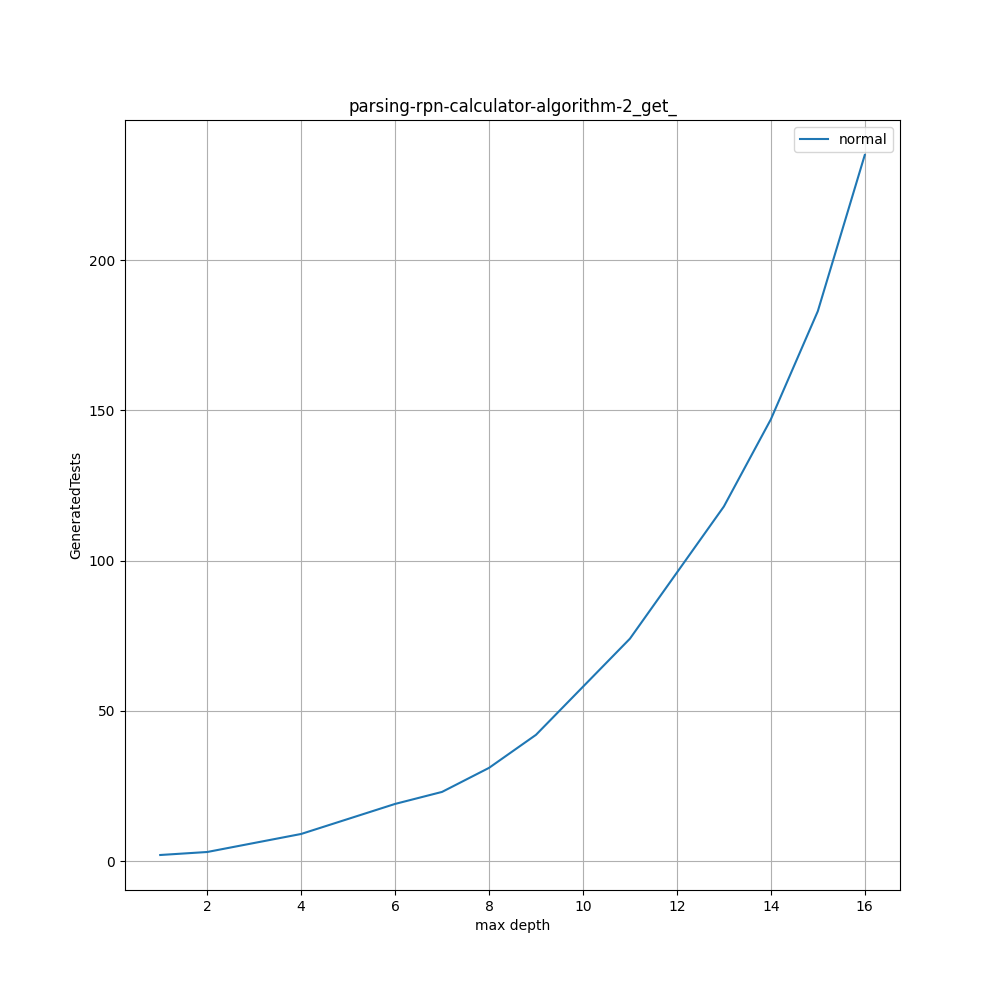 parsing-rpn-calculator-algorithm-2_get_
normal
GeneratedTests
200
150
100
50
0
2 4 6 8 10 12 14 16
max depth